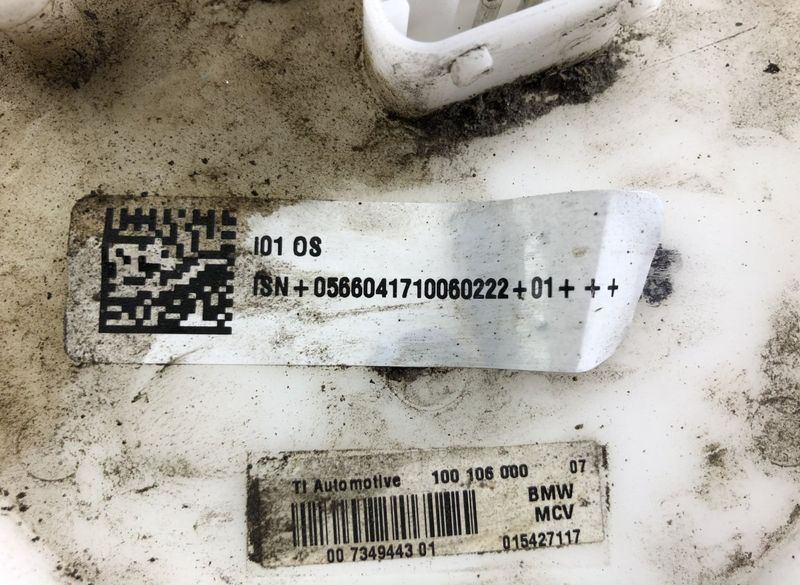 I01 OS
ISN+0566041710060222+01+ + +
TI Automotive 100 106 000 07
BMW
MCV
00 7349443 01 015427117